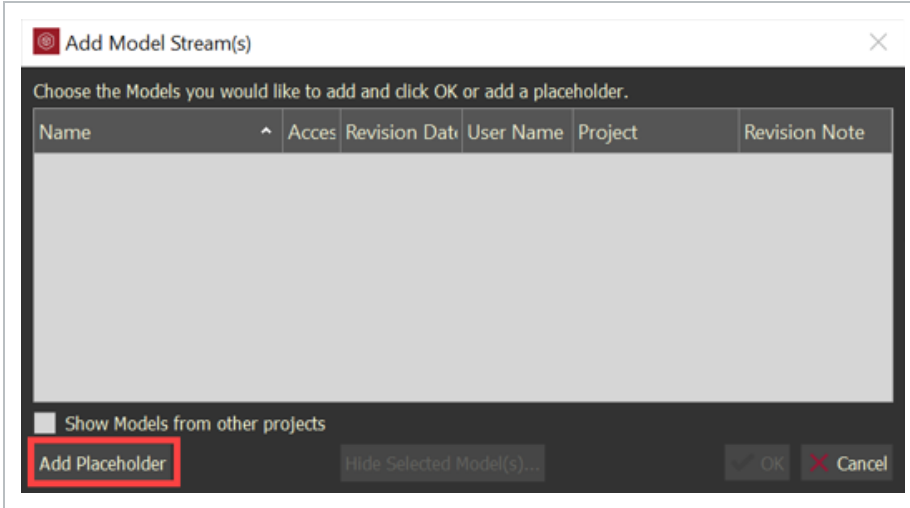 Add Model Stream(s)
Choose the Models you would like to add and click OK or add a placeholder.
Name Acces Revision Date User Name Project Revision Note
Show Models from other projects
Add Placeholder Hide Selected Model(s)... OK Cancel